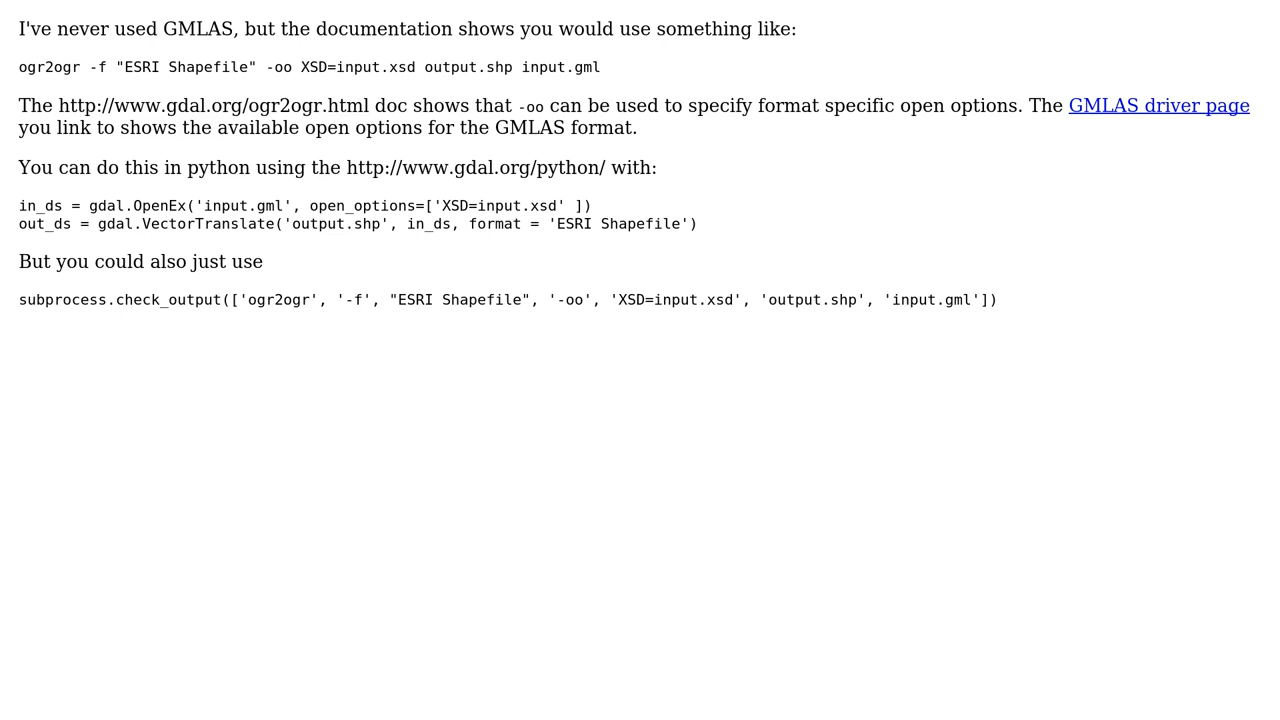 I've never used GMLAS, but the documentation shows you would use something like:
ogr2ogr -f "ESRI Shapefile" -oo XSD=input.xsd output.shp input.gml
The http://www.gdal.org/ogr2ogr.html doc shows that -oo can be used to specify format specific open options. The GMLAS driver page
you link to shows the available open options for the GMLAS format.
You can do this in python using the http://www.gdal.org/python/ with:
in_ds = gdal.OpenEx('input.gml', open_options=['XSD=input.xsd' ])
out_ds = gdal.VectorTranslate('output.shp', in_ds, format = 'ESRI Shapefile')
But you could also just use
subprocess.check_output(['ogr2ogr', '-f', "ESRI Shapefile", '-oo', 'XSD=input.xsd', 'output.shp', 'input.gml'])